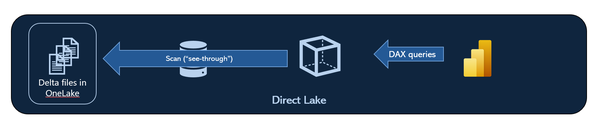 Delta files in
OneLake
Scan ("see-through")
DAX queries
Direct Lake